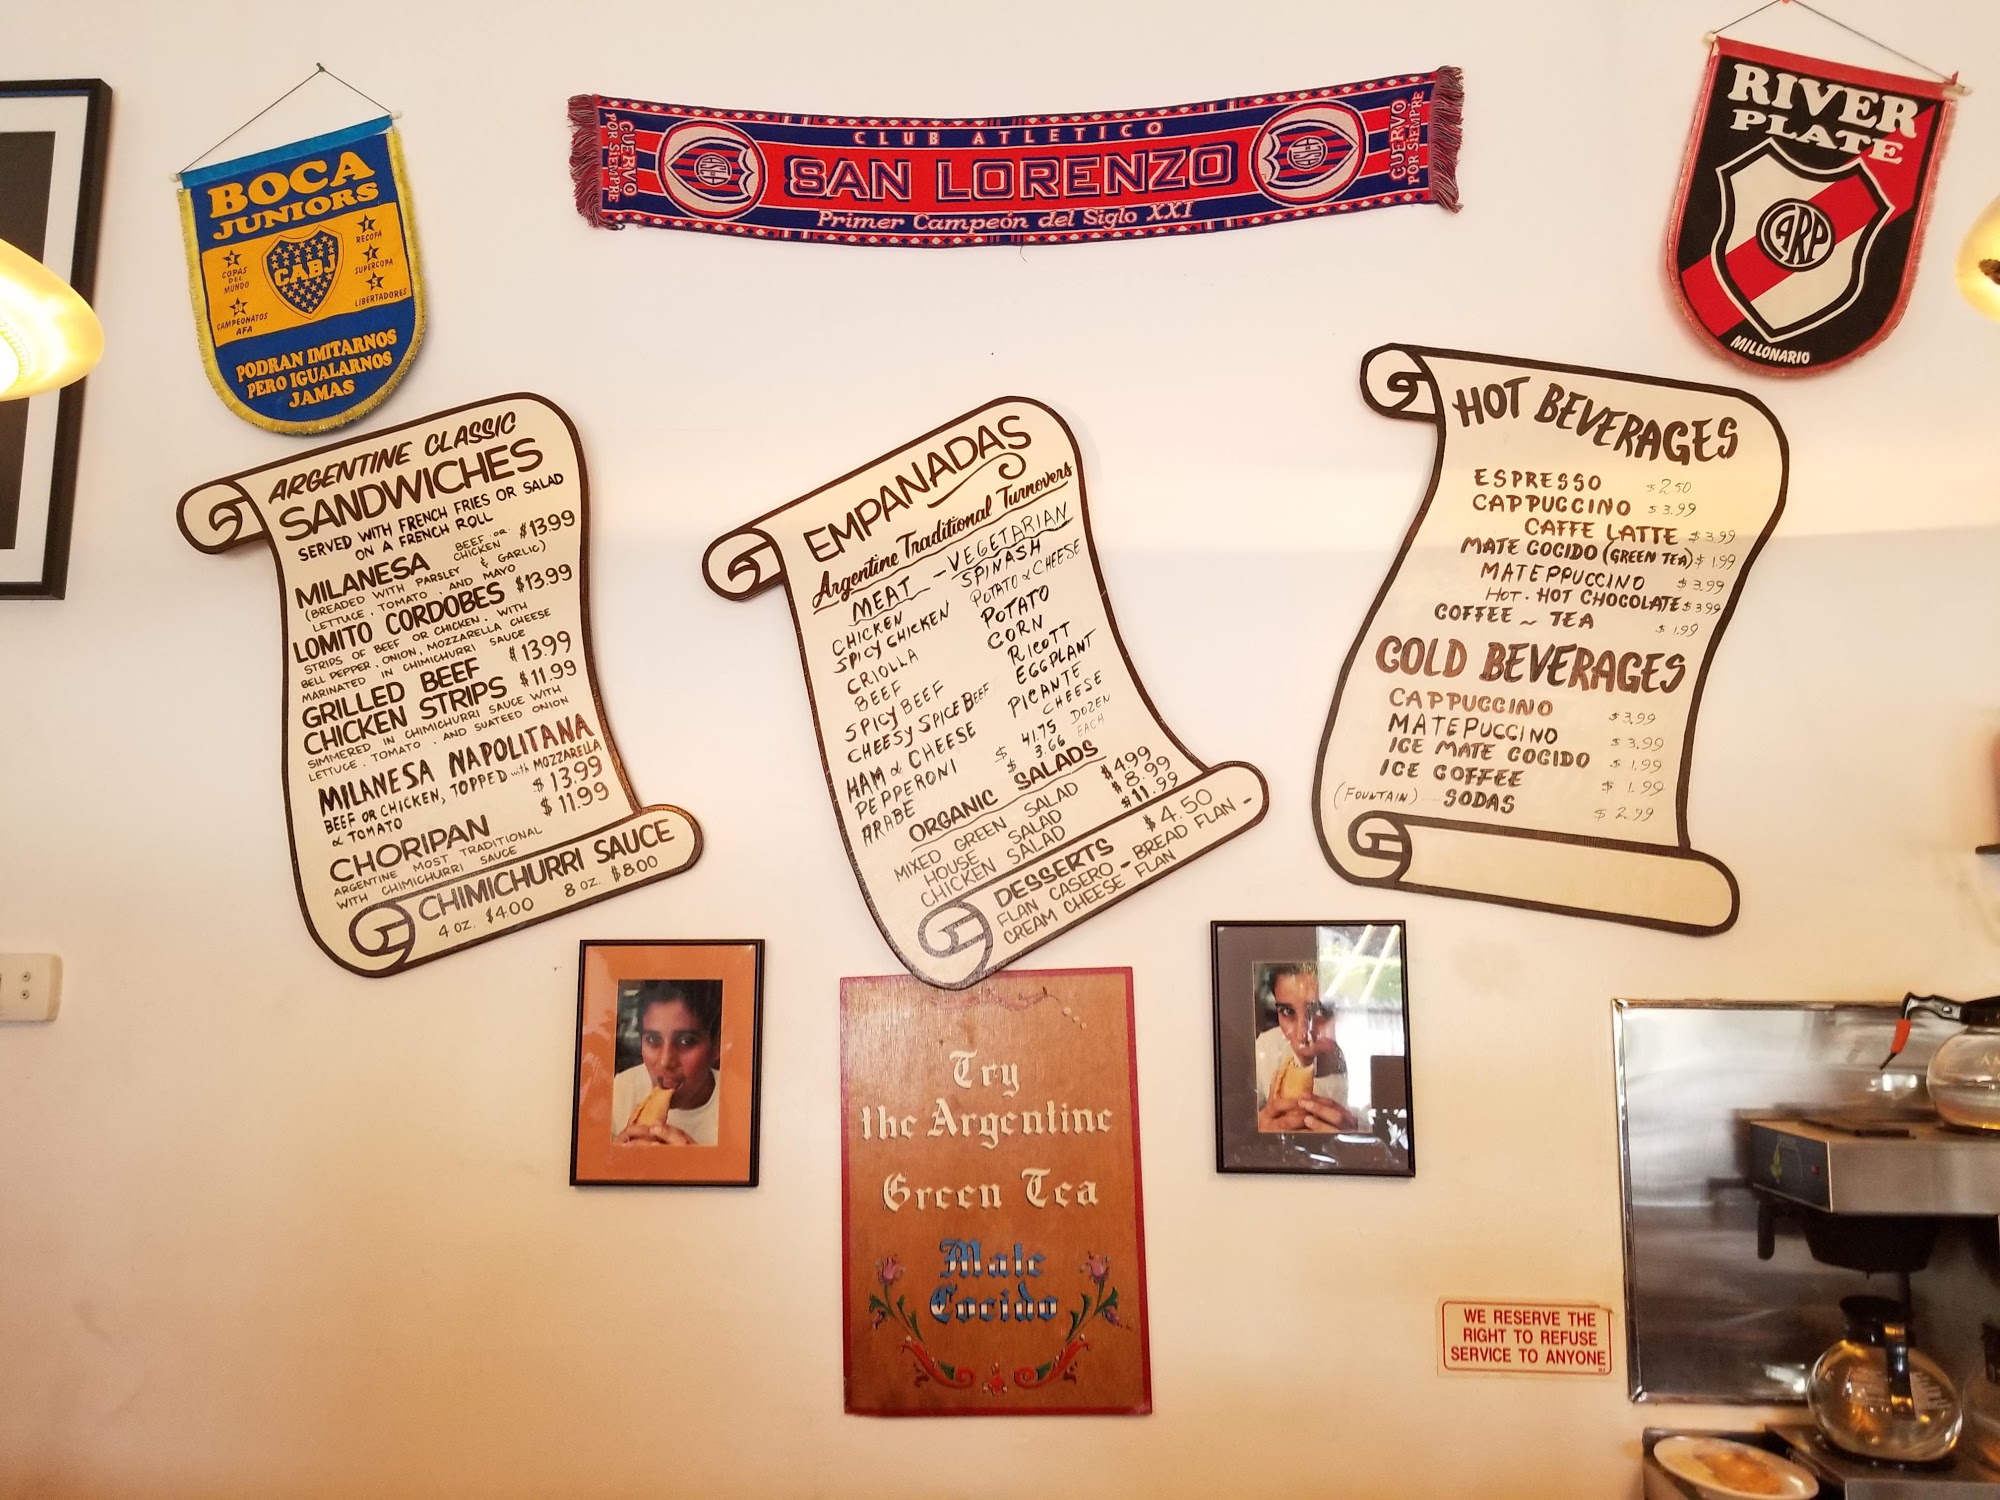 BOCA
JUNIORS
COPAS
DEL
MUNDO
CAMPEONATOS
AFA
1
RECOPA
1
SUPERCOPA
LIBERTADORES
CABJ
PODRAN IMITARNOS
PERO IGUALARNOS
JAMAS
CUERVO
POR SIEMPRE
CLUB ATLETICO
SAN LORENZO
Primer Campeón del Siglo XXI
CUERVO
POR SIEMPRE
RIVER
PLATE
CARP
MILLONARIO
ARGENTINE CLASSIC
SANDWICHES
SERVED WITH FRENCH FRIES OR SALAD
ON A FRENCH ROLL
MILANESA BEEF OR CHICKEN $13.99
(BREADED WITH PARSLEY & GARLIC)
LETTUCE, TOMATO, AND MAYO
LOMITO CORDOBES $13.99
STRIPS OF BEEF OR CHICKEN, WITH
BELL PEPPER, ONION, MOZZARELLA CHEESE
MARINATED IN CHIMICHURRI SAUCE
GRILLED BEEF $13.99
CHICKEN STRIPS $11.99
SIMMERED IN CHIMICHURRI SAUCE WITH
LETTUCE, TOMATO, AND SUATEED ONION
MILANESA NAPOLITANA
BEEF OR CHICKEN, TOPPED with MOZZARELLA
& TOMATO $13.99
CHORIPAN $11.99
ARGENTINE MOST TRADITIONAL
WITH CHIMICHURRI SAUCE
CHIMICHURRI SAUCE
4 OZ. $4.00 8 OZ. $8.00
EMPANADAS
Argentine Traditional Turnovers
MEAT - VEGETARIAN
CHICKEN SPINASH
SPICY CHICKEN POTATO & CHEESE
CRIOLLA POTATO
BEEF CORN
SPICY BEEF RICOTT
CHEESY SPICE BEEF EGGPLANT
HAM & CHEESE PICANTE
PEPPERONI CHEESE
ARABE
$ 41.75 DOZEN
$ 3.66 EACH
ORGANIC SALADS
MIXED GREEN SALAD $4.99
HOUSE SALAD $8.99
CHICKEN SALAD $11.99
DESSERTS $4.50
FLAN CASERO - BREAD FLAN -
CREAM CHEESE FLAN
HOT BEVERAGES
ESPRESSO $2.50
CAPPUCCINO $3.99
CAFFE LATTE $3.99
MATE COCIDO (GREEN TEA) $1.99
MATEPPUCCINO $3.99
HOT. HOT CHOCOLATE $3.99
COFFEE ~ TEA $1.99
COLD BEVERAGES
CAPPUCCINO $3.99
MATEPUCCINO $3.99
ICE MATE COCIDO $1.99
ICE COFFEE $1.99
(FOUNTAIN) SODAS $2.99
Try
the Argentine
Green Tea
Mate
Cocido
WE RESERVE THE
RIGHT TO REFUSE
SERVICE TO ANYONE